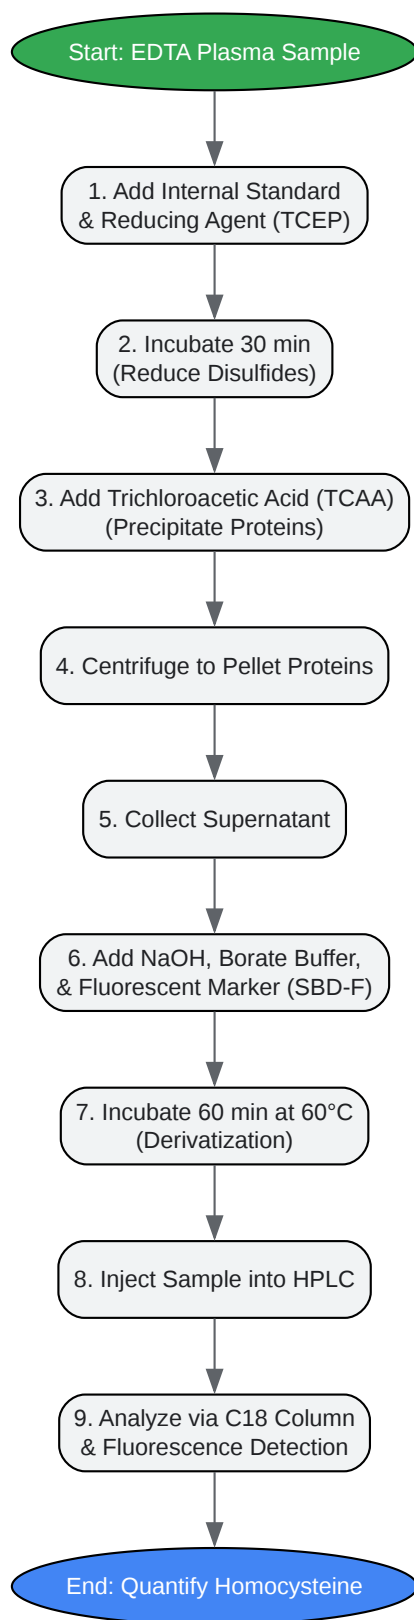 Start: EDTA Plasma Sample
1. Add Internal Standard
& Reducing Agent (TCEP)
2. Incubate 30 min
(Reduce Disulfides)
3. Add Trichloroacetic Acid (TCAA)
(Precipitate Proteins)
4. Centrifuge to Pellet Proteins
5. Collect Supernatant
6. Add NaOH, Borate Buffer,
& Fluorescent Marker (SBD-F)
7. Incubate 60 min at 60°C
(Derivatization)
8. Inject Sample into HPLC
9. Analyze via C18 Column
& Fluorescence Detection
End: Quantify Homocysteine